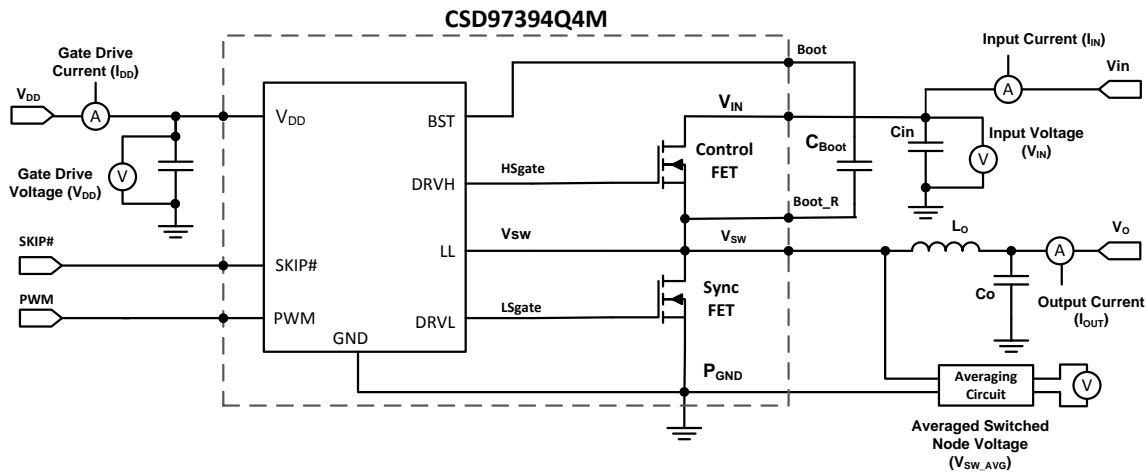 CSD97394Q4M
Gate Drive
Current (IDD)
VDD
A
Gate Drive
Voltage (VDD)
V
SKIP#
PWM
VDD
SKIP#
PWM
GND
BST
DRVH
LL
DRVL
HSgate
Vsw
LSgate
Control
FET
Sync
FET
VIN
VSW
PGND
Boot
CBoot
Boot_R
Input Current (IIN)
A
Vin
Cin
V
Input Voltage
(VIN)
LO
VO
A
Co
Output Current
(IOUT)
Averaging
Circuit
V
Averaged Switched
Node Voltage
(VSW_AVG)